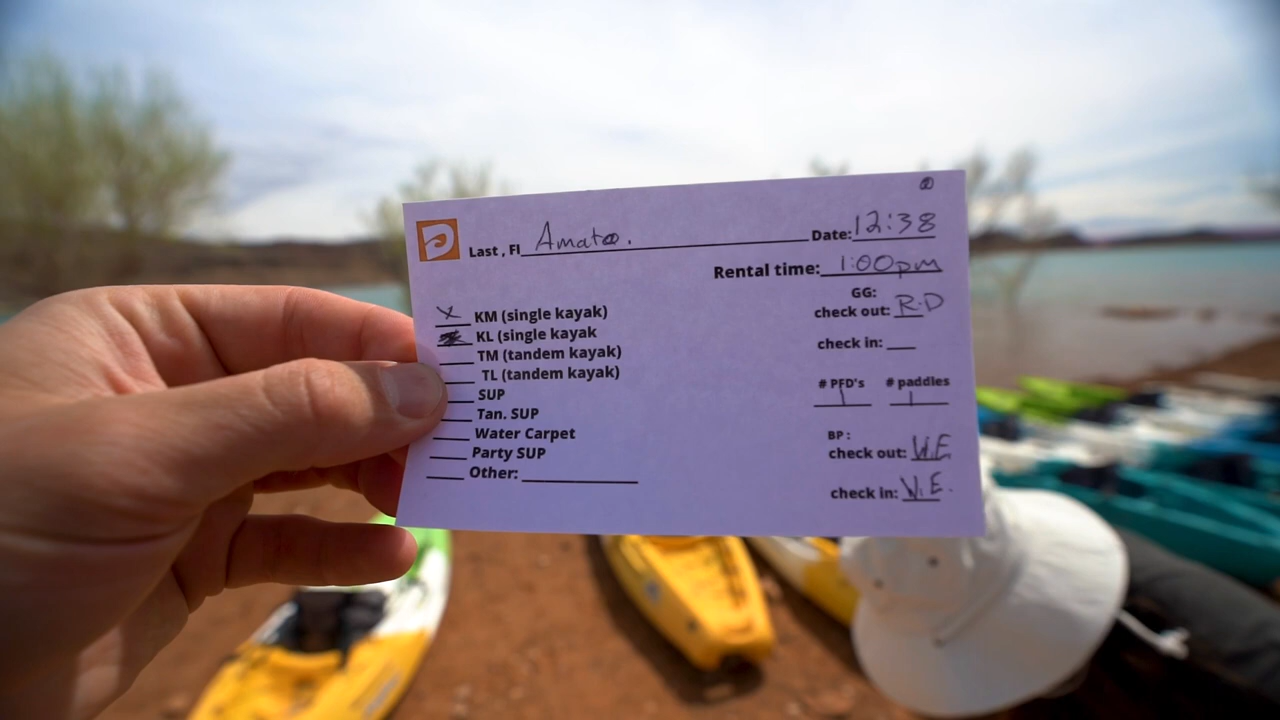 Last , FI Amato. Date: 12:38
Rental time: 1:00pm
X KM (single kayak)
KL (single kayak
TM (tandem kayak)
TL (tandem kayak)
SUP
Tan. SUP
Water Carpet
Party SUP
Other:
GG:
check out: R.D
check in:
# PFD's # paddles
1 1
BP :
check out: V.E.
check in: V.E.